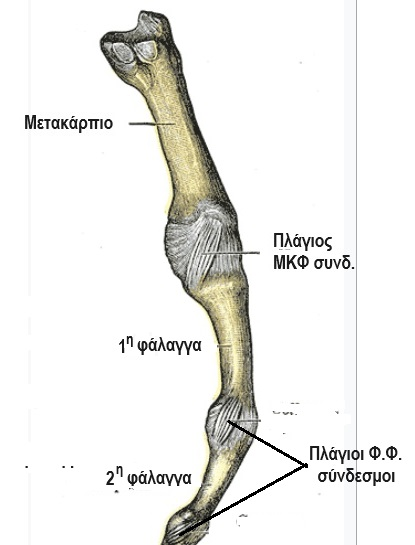 Μετακάρπιο
Πλάγιος
ΜΚΦ συνδ.
1η φάλαγγα
Πλάγιοι Φ.Φ.
σύνδεσμοι
2η φάλαγγα